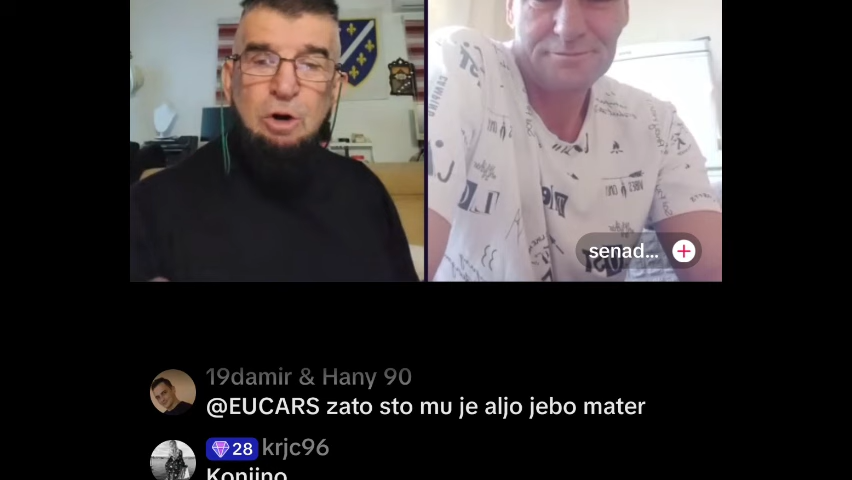 senad...
19damir & Hany 90
@EUCARS zato sto mu je aljo jebo mater
28 krjc96
Konjino